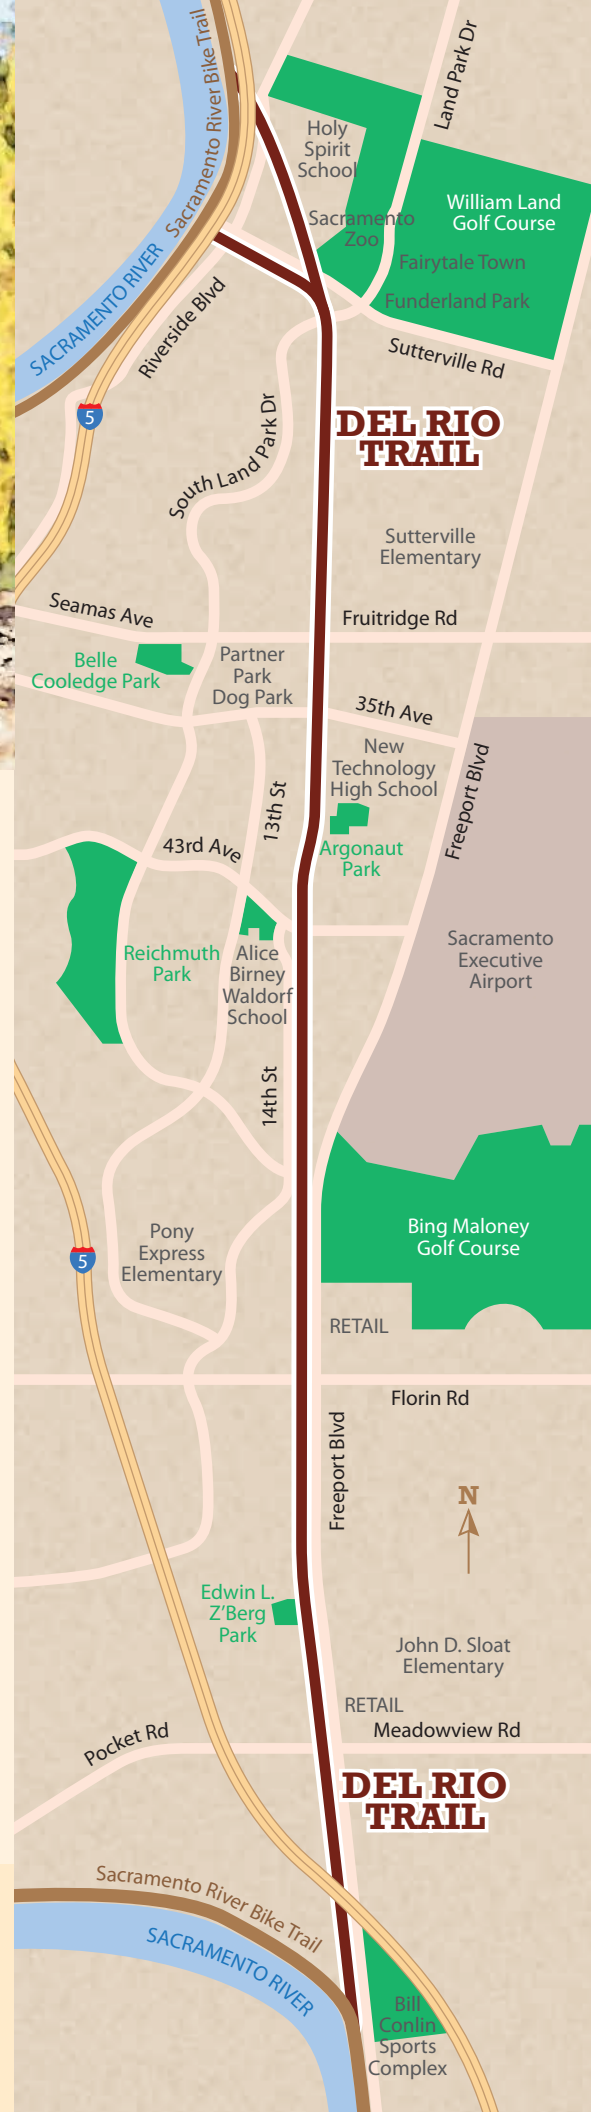 Sacramento River Bike Trail
Land Park Dr
Holy
Spirit
School
William Land
Golf Course
Sacramento
Zoo
Fairytale Town
Funderland Park
SACRAMENTO RIVER
Riverside Blvd
Sutterville Rd
5
South Land Park Dr
DEL RIO
TRAIL
Sutterville
Elementary
Seamas Ave
Fruitridge Rd
Belle
Cooledge Park
Partner
Park
Dog Park
35th Ave
New
Technology
High School
13th St
Freeport Blvd
43rd Ave
Argonaut
Park
Reichmuth
Park
Alice
Birney
Waldorf
School
Sacramento
Executive
Airport
14th St
Bing Maloney
Golf Course
Pony
Express
Elementary
5
RETAIL
Florin Rd
Freeport Blvd
N
Edwin L.
Z'Berg
Park
John D. Sloat
Elementary
RETAIL
Pocket Rd
Meadowview Rd
DEL RIO
TRAIL
Sacramento River Bike Trail
SACRAMENTO RIVER
Bill
Conlin
Sports
Complex